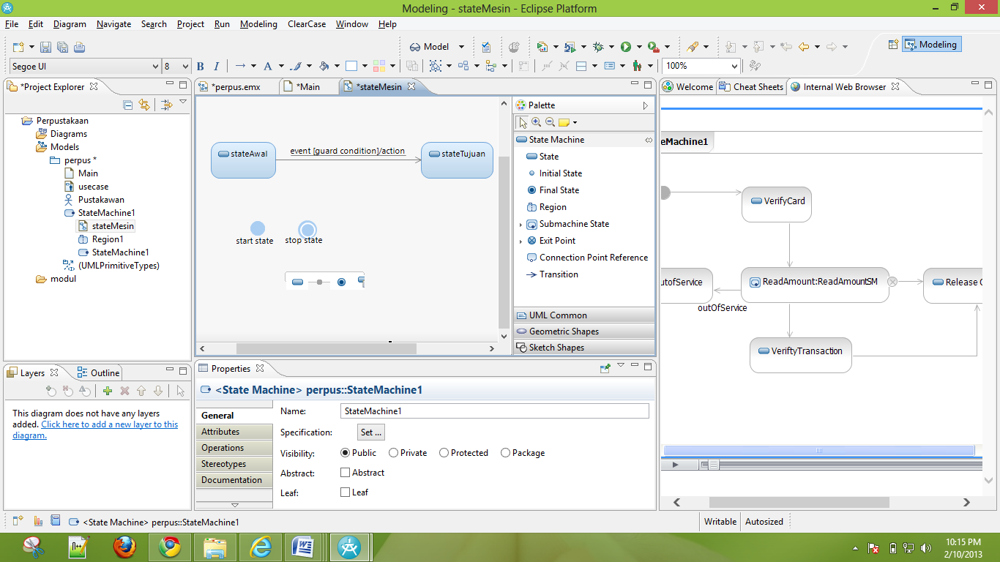 Modeling - stateMesin - Eclipse Platform
File Edit Diagram Navigate Search Project Run Modeling ClearCase Window Help
Model
Modeling
Segoe UI 8 B I A 100%
*Project Explorer
Perpustakaan
Diagrams
Models
perpus *
Main
usecase
Pustakawan
StateMachine1
stateMesin
Region1
StateMachine1
(UMLPrimitiveTypes)
modul
Layers Outline
This diagram does not have any layers
added. Click here to add a new layer to this
diagram.
*perpus.emx *Main *stateMesin
stateAwal
event [guard condition]/action
stateTujuan
start state
stop state
Palette
State Machine
State
Initial State
Final State
Region
Submachine State
Exit Point
Connection Point Reference
Transition
UML Common
Geometric Shapes
Sketch Shapes
Properties
<State Machine> perpus::StateMachine1
General
Attributes
Operations
Stereotypes
Documentation
Name: StateMachine1
Specification: Set ...
Visibility: Public Private Protected Package
Abstract: Abstract
Leaf: Leaf
Welcome Cheat Sheets Internal Web Browser
eMachine1
VerifyCard
utofService
ReadAmount:ReadAmountSM
Release
outOfService
VeriftyTransaction
<State Machine> perpus::StateMachine1
Writable Autosized
10:15 PM
2/10/2013